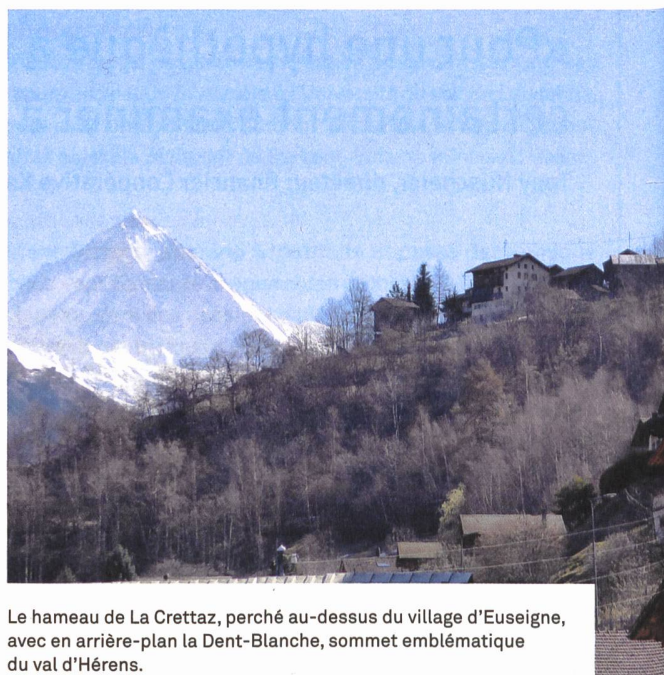 Le hameau de La Crettaz, perché au-dessus du village d'Euseigne,
avec en arrière-plan la Dent-Blanche, sommet emblématique
du val d'Hérens.